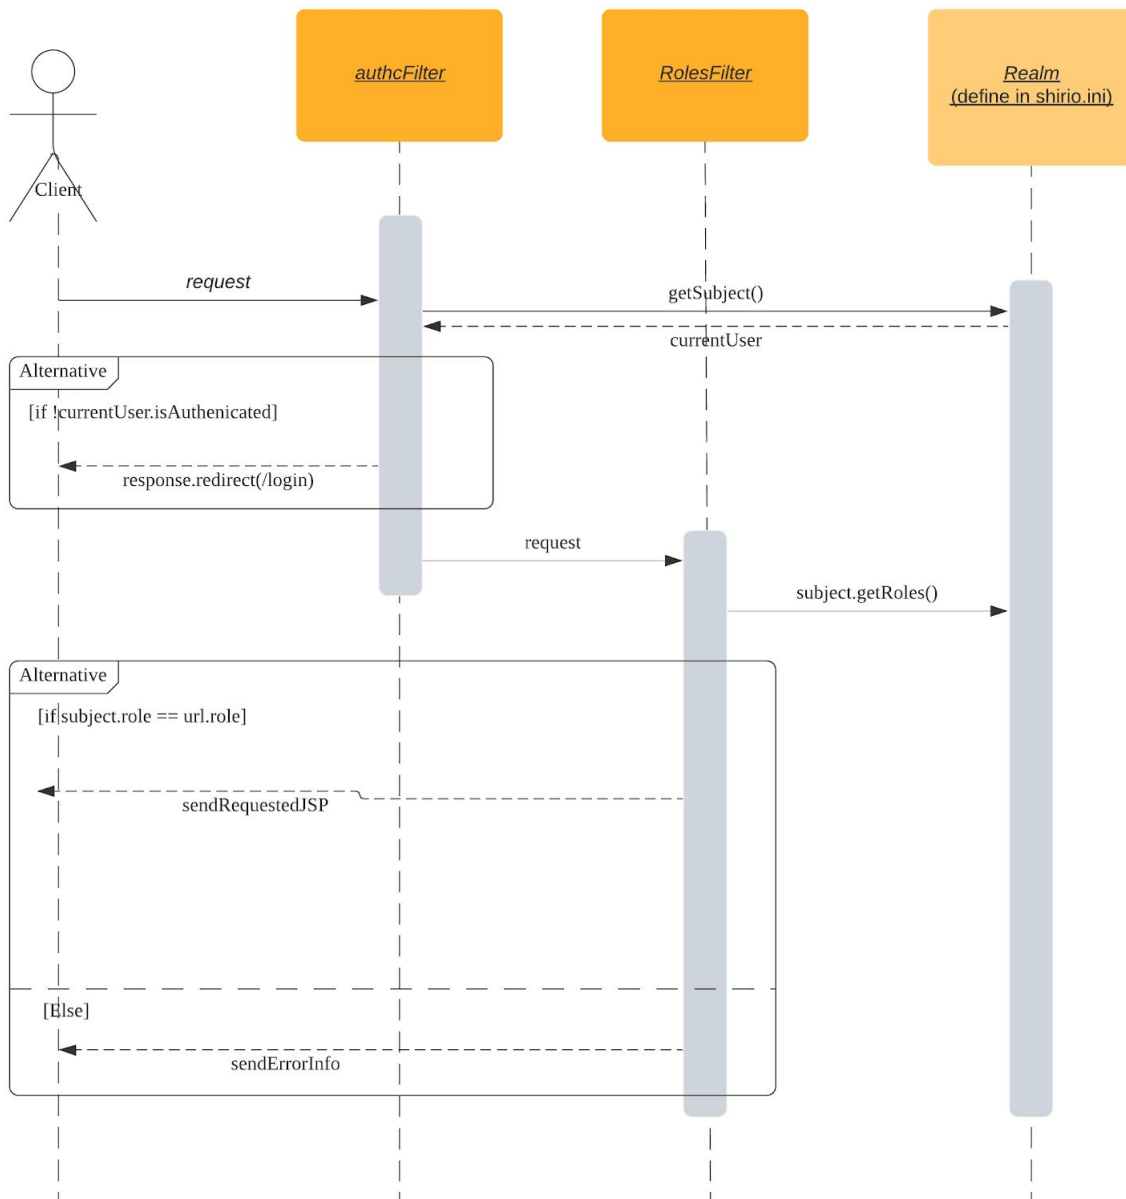 authcFilter
RolesFilter
Realm
(define in shirio.ini)
Client
request
getSubject()
currentUser
Alternative
[if !currentUser.isAuthenicated]
response.redirect(/login)
request
subject.getRoles()
Alternative
[if subject.role == url.role]
sendRequestedJSP
[Else]
sendErrorInfo